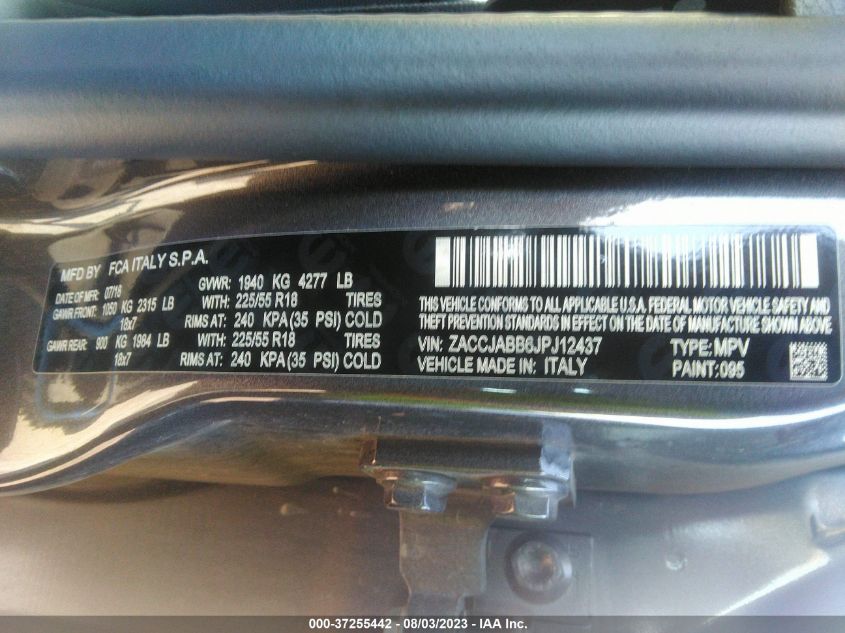 MFD BY FCA ITALY S.P.A.
DATE OF MFR: 07/18 GVWR: 1940 KG 4277 LB
GAWR FRONT: 1050 KG 2315 LB WITH: 225/55 R18 TIRES
18x7 RIMS AT: 240 KPA(35 PSI) COLD
GAWR REAR: 900 KG 1984 LB WITH: 225/55 R18 TIRES
18x7 RIMS AT: 240 KPA (35 PSI) COLD
THIS VEHICLE CONFORMS TO ALL APPLICABLE U.S.A. FEDERAL MOTOR VEHICLE SAFETY AND
THEFT PREVENTION STANDARDS IN EFFECT ON THE DATE OF MANUFACTURE SHOWN ABOVE
VIN: ZACCJABB6JPJ12437 TYPE: MPV
VEHICLE MADE IN: ITALY PAINT: 095
000-37255442 - 08/03/2023 - IAA Inc.